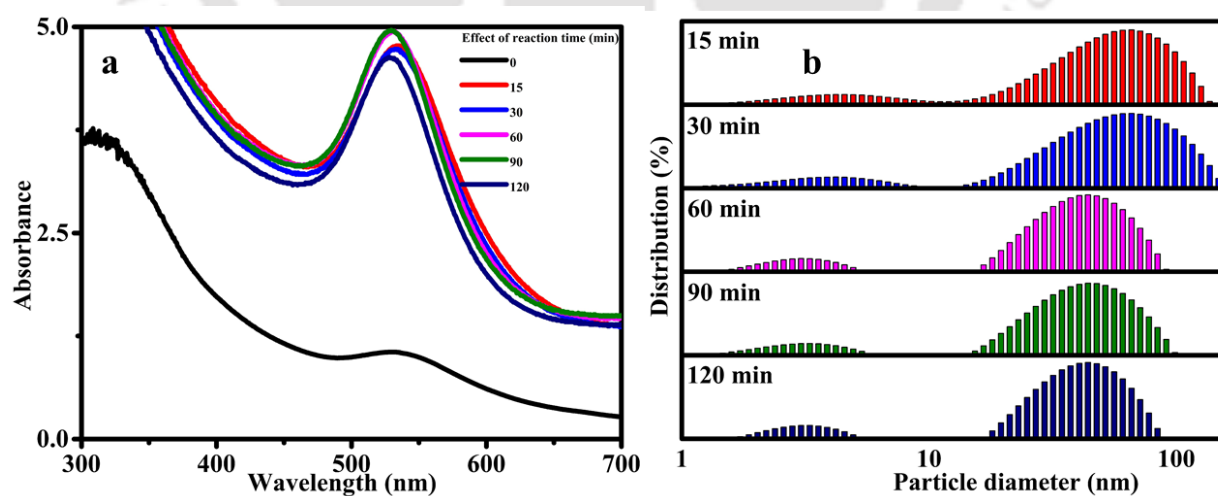 a
Effect of reaction time (min)
0
15
30
60
90
120
5.0
2.5
0.0
Absorbance
300 400 500 600 700
Wavelength (nm)
b
15 min
30 min
60 min
90 min
120 min
Distribution (%)
1 10 100
Particle diameter (nm)